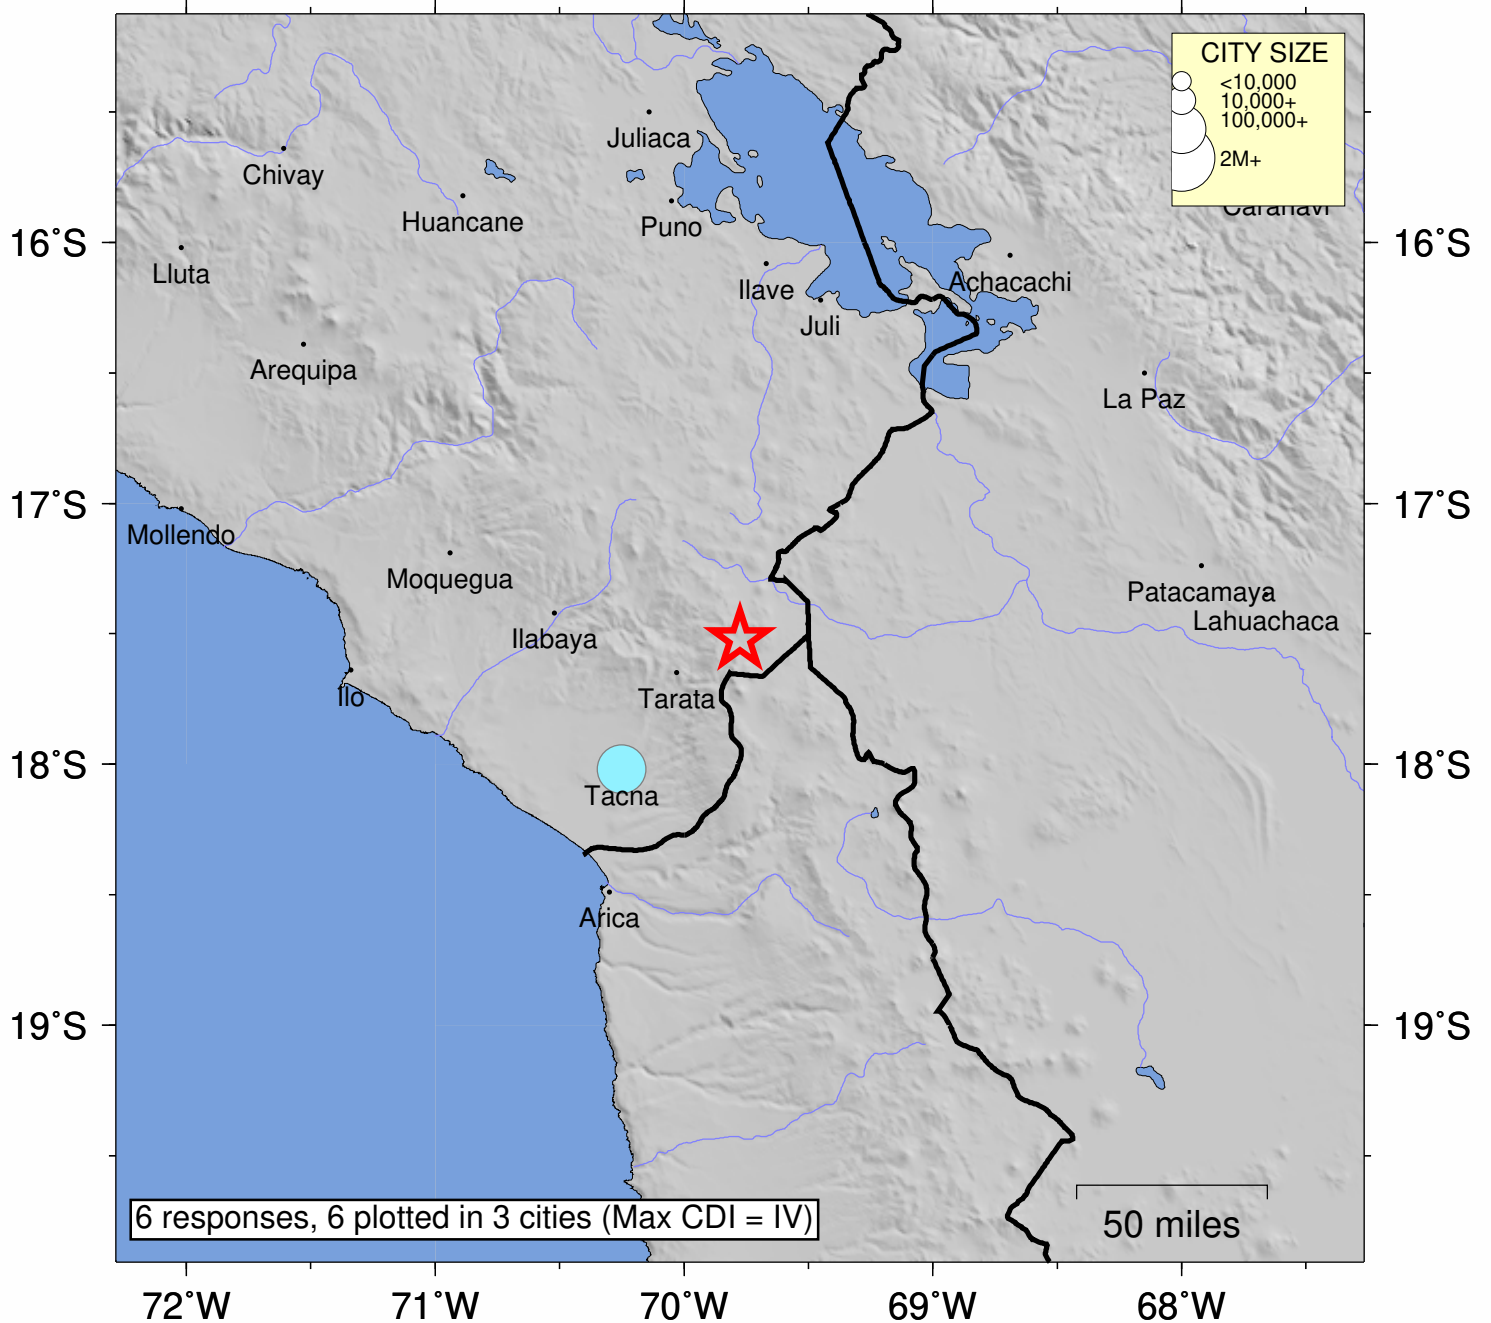 CITY SIZE
<10,000
10,000+
100,000+
2M+
Juliaca
Chivay
Huancane
Puno
Caranavi
16°S
16°S
Lluta
Ilave
Achacachi
Juli
Arequipa
La Paz
17°S
17°S
Mollendo
Moquegua
Patacamaya
Lahuachaca
Ilabaya
Ilo
Tarata
18°S
18°S
Tacna
Arica
19°S
19°S
6 responses, 6 plotted in 3 cities (Max CDI = IV)
50 miles
72°W
71°W
70°W
69°W
68°W